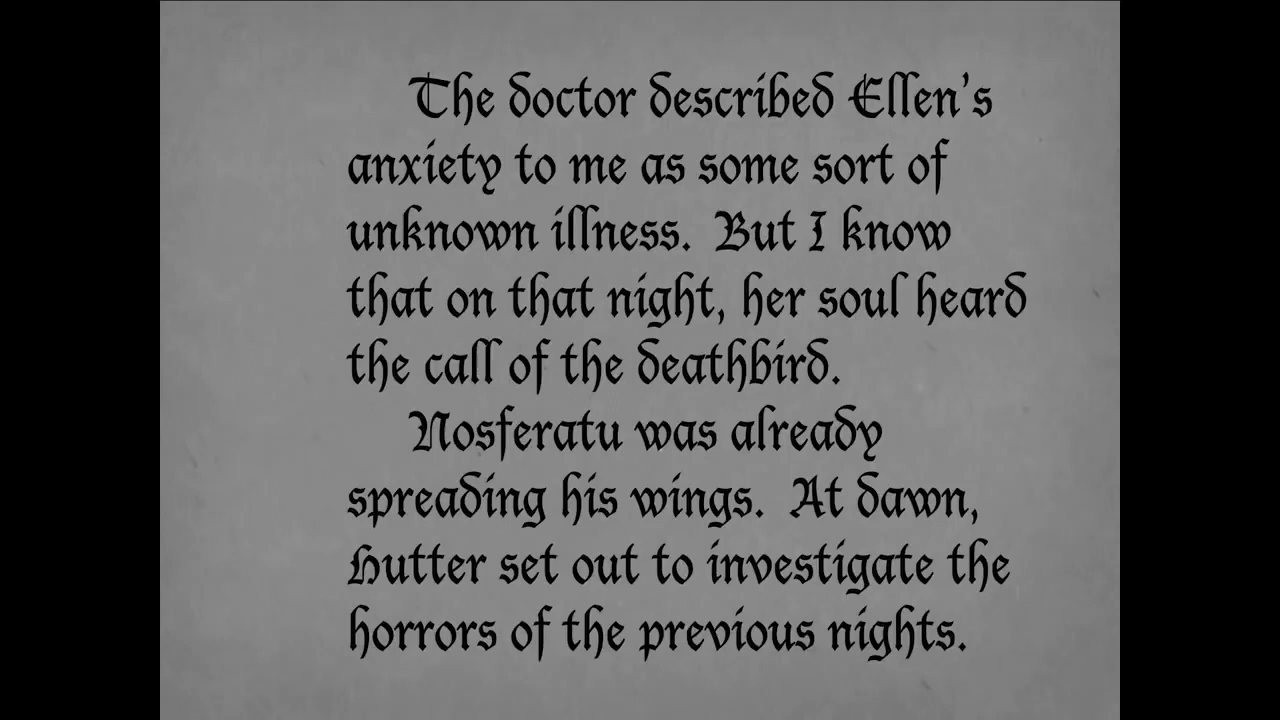 The doctor described Ellen's
anxiety to me as some sort of
unknown illness. But I know
that on that night, her soul heard
the call of the deathbird.
Nosferatu was already
spreading his wings. At dawn,
Hutter set out to investigate the
horrors of the previous nights.